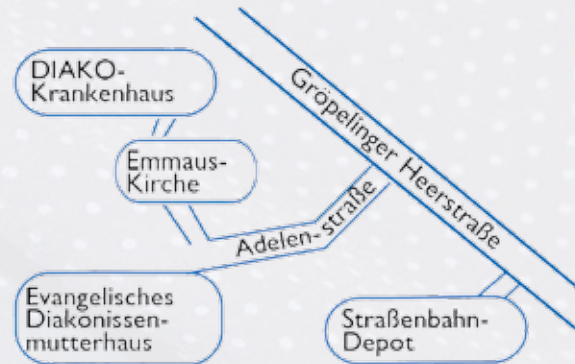 DIAKO-
Krankenhaus
Gröpelinger Heerstraße
Emmaus-
Kirche
Adelen-straße
Evangelisches
Diakonissen-
mutterhaus
Straßenbahn-
Depot